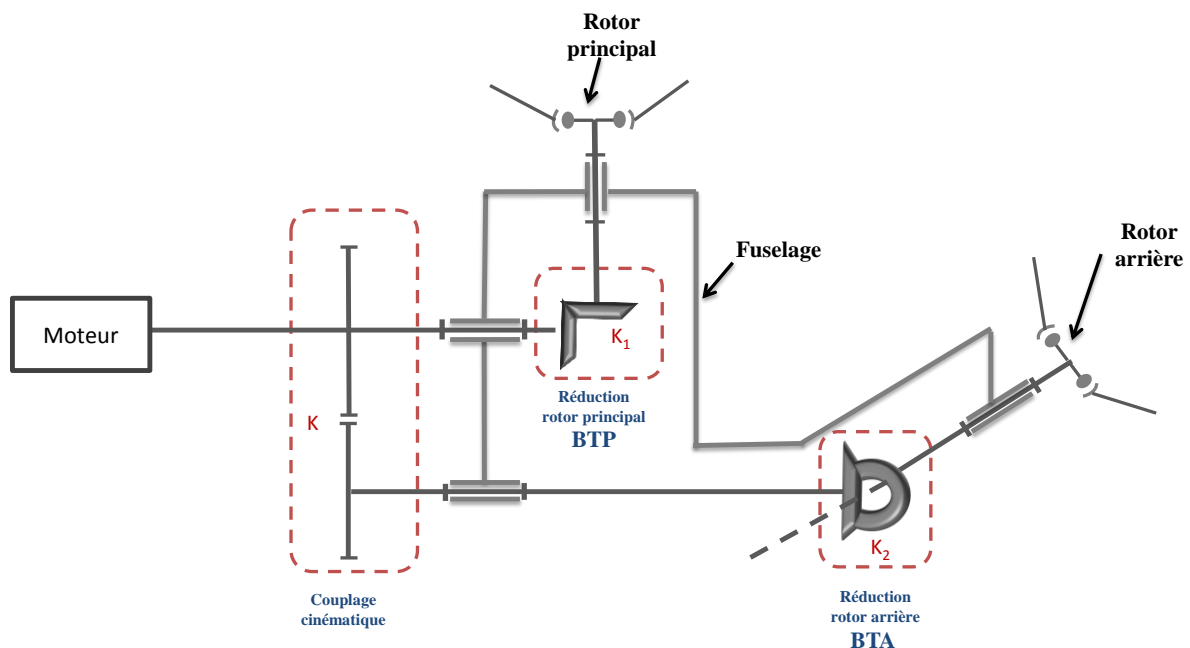 Rotor
principal
Rotor
arrière
Fuselage
Moteur
K₁
K
Réduction
rotor principal
BTP
K₂
Couplage
cinématique
Réduction
rotor arrière
BTA